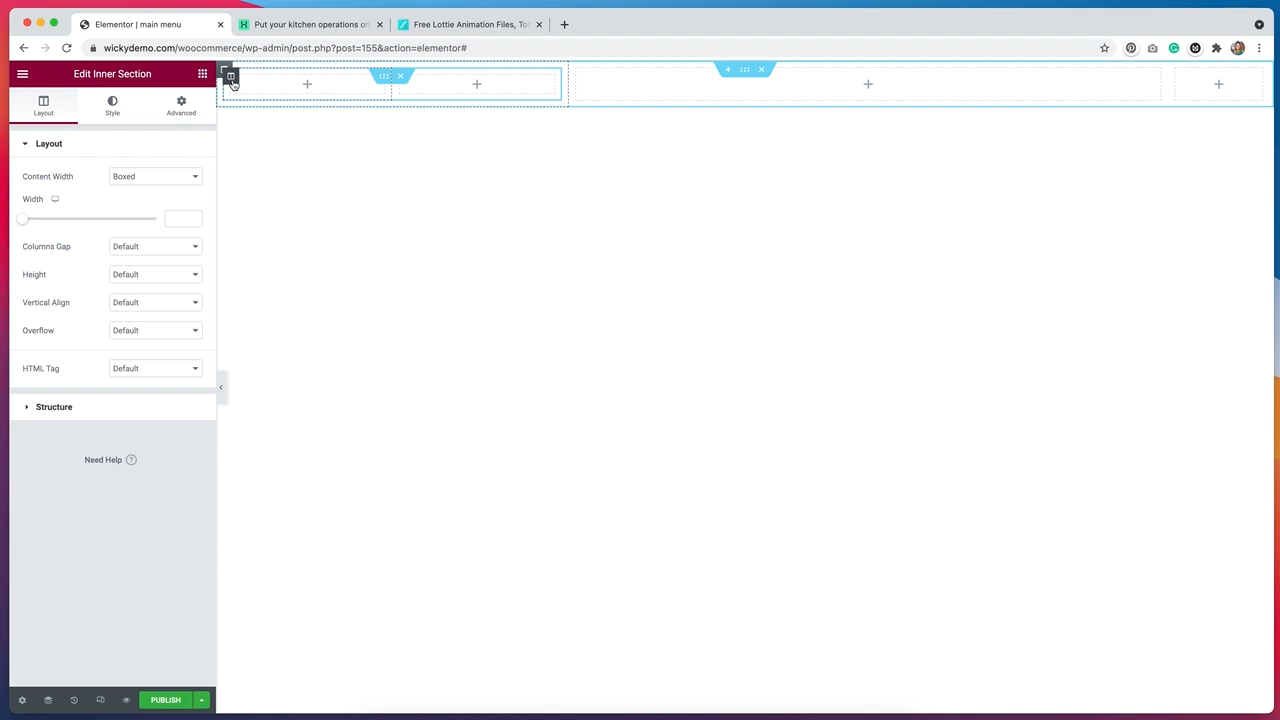 Elementor | main menu
Put your kitchen operations on
Free Lottie Animation Files, Too
wickydemo.com/woocommerce/wp-admin/post.php?post=155&action=elementor#
Edit Inner Section
Layout
Style
Advanced
Layout
Content Width
Boxed
Width
Columns Gap
Default
Height
Default
Vertical Align
Default
Overflow
Default
HTML Tag
Default
Structure
Need Help ?
PUBLISH